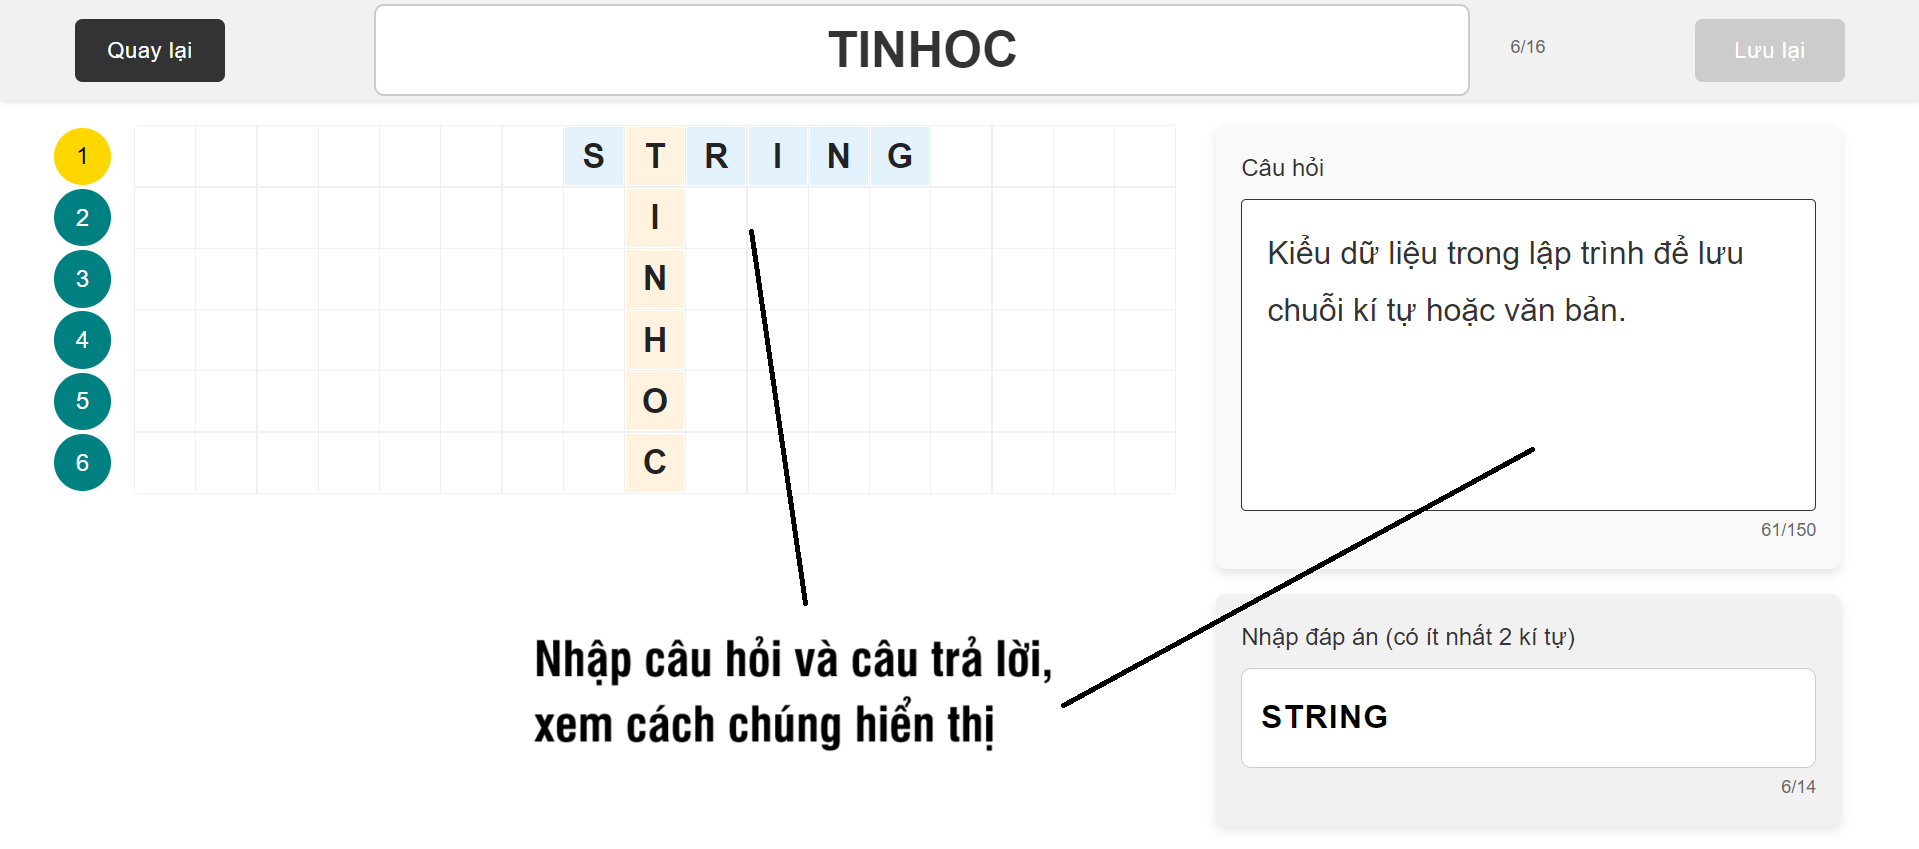 Quay lại
TINHOC
6/16
Lưu lại
1 S T R I N G
2 I
3 N
4 H
5 O
6 C
Câu hỏi
Kiểu dữ liệu trong lập trình để lưu
chuỗi kí tự hoặc văn bản.
61/150
Nhập câu hỏi và câu trả lời,
xem cách chúng hiển thị
Nhập đáp án (có ít nhất 2 kí tự)
STRING
6/14